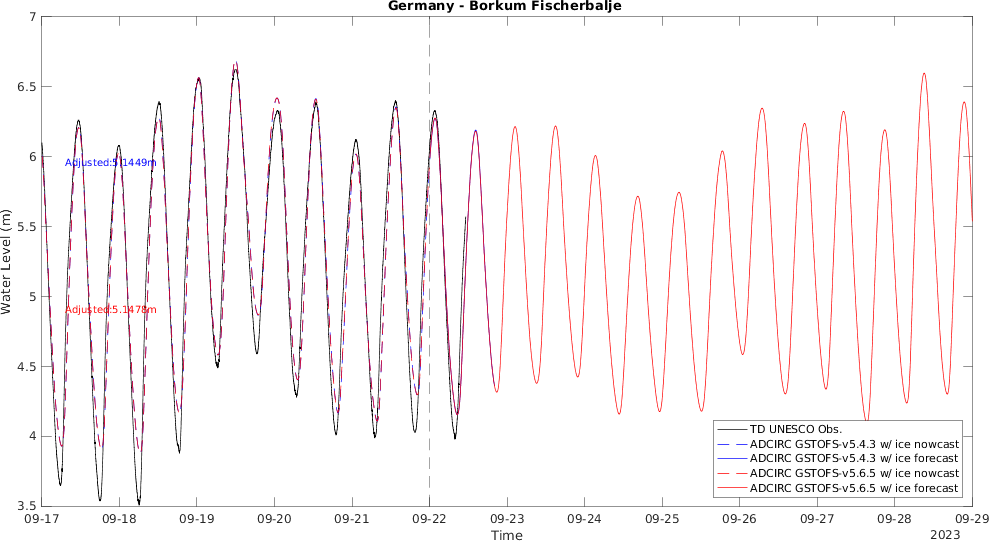 Germany - Borkum Fischerbalje
7
6.5
6
5.5
5
4.5
4
3.5
Water Level (m)
Adjusted:5.1449m
Adjusted:5.1478m
TD UNESCO Obs.
ADCIRC GSTOFS-v5.4.3 w/ ice nowcast
ADCIRC GSTOFS-v5.4.3 w/ ice forecast
ADCIRC GSTOFS-v5.6.5 w/ ice nowcast
ADCIRC GSTOFS-v5.6.5 w/ ice forecast
09-17 09-18 09-19 09-20 09-21 09-22 09-23 09-24 09-25 09-26 09-27 09-28 09-29
Time
2023